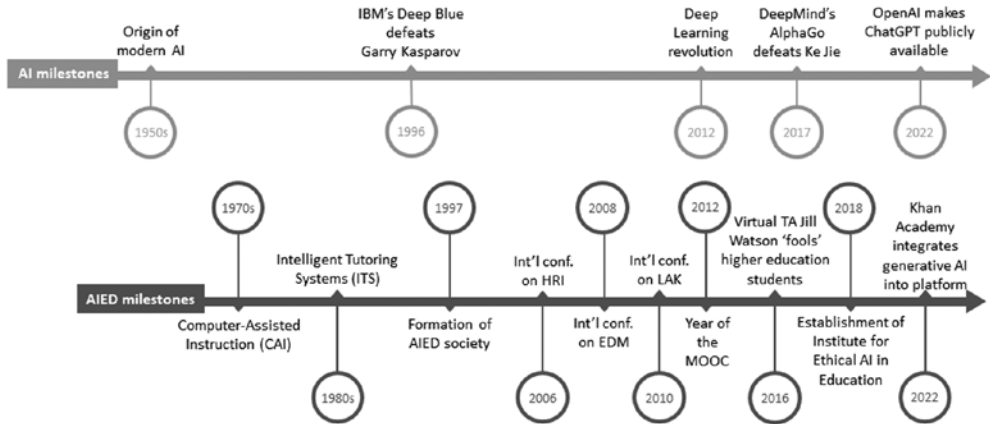 Origin of
modern AI
IBM's Deep Blue
defeats
Garry Kasparov
Deep
Learning
revolution
DeepMind's
AlphaGo
defeats Ke Jie
OpenAI makes
ChatGPT publicly
available
AI milestones
1950s
1996
2012
2017
2022
1970s
1997
2008
2012
2018
Intelligent Tutoring
Systems (ITS)
Int'l conf.
on HRI
Int'l conf.
on LAK
Virtual TA Jill
Watson 'fools'
higher education
students
Khan
Academy
integrates
generative AI
into platform
AIED milestones
Computer-Assisted
Instruction (CAI)
Formation of
AIED society
Int'l conf.
on EDM
Year of
the
MOOC
Establishment of
Institute for
Ethical AI in
Education
1980s
2006
2010
2016
2022